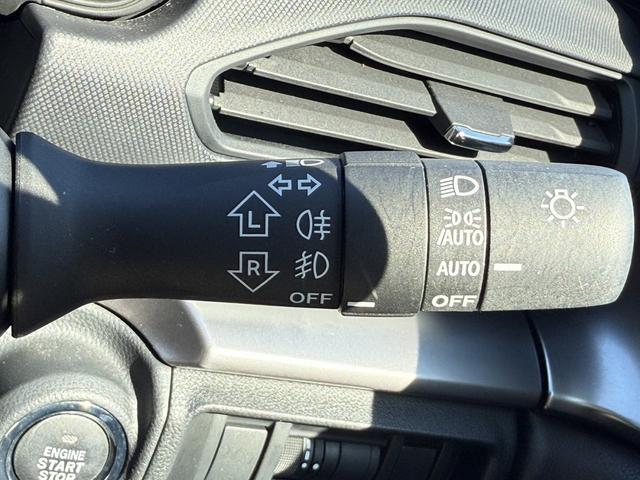 L
R
OFF
/AUTO
AUTO
OFF
ENGINE
START
STOP